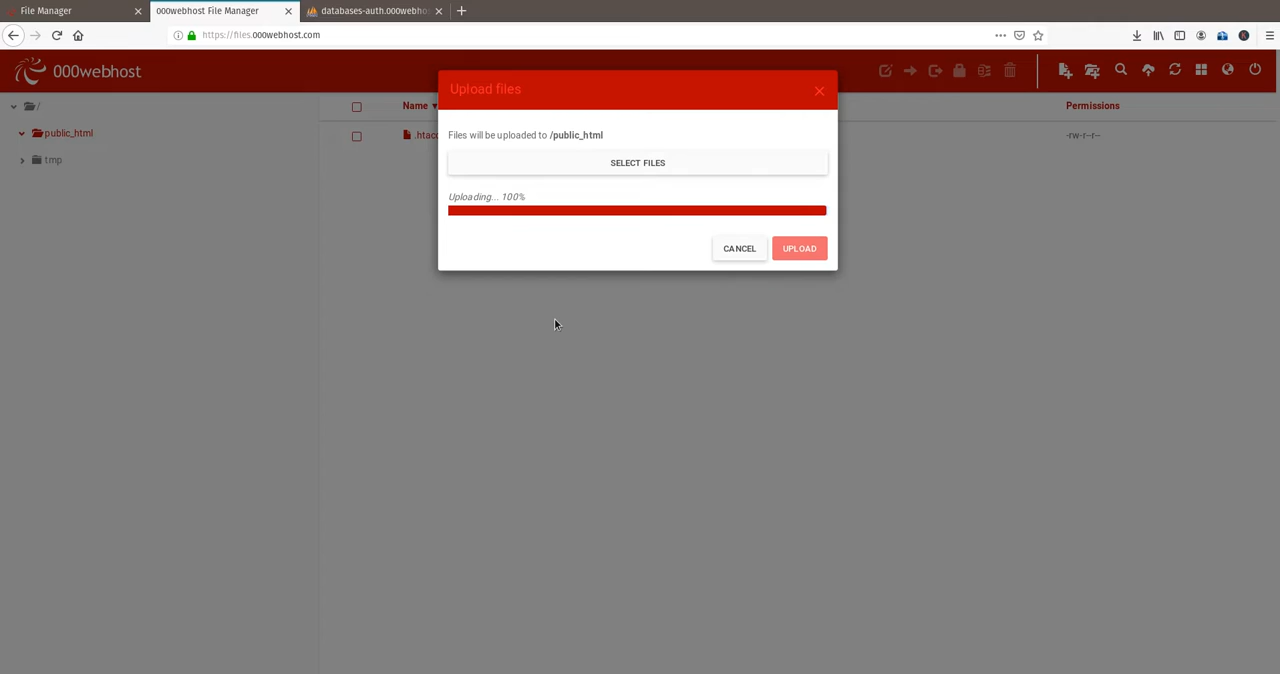 File Manager
000webhost File Manager
databases-auth.000webhos
https://files.000webhost.com
000webhost
Upload files
/
Name
Permissions
Files will be uploaded to /public_html
public_html
.htacc
-rw-r--r--
tmp
SELECT FILES
Uploading... 100%
CANCEL
UPLOAD